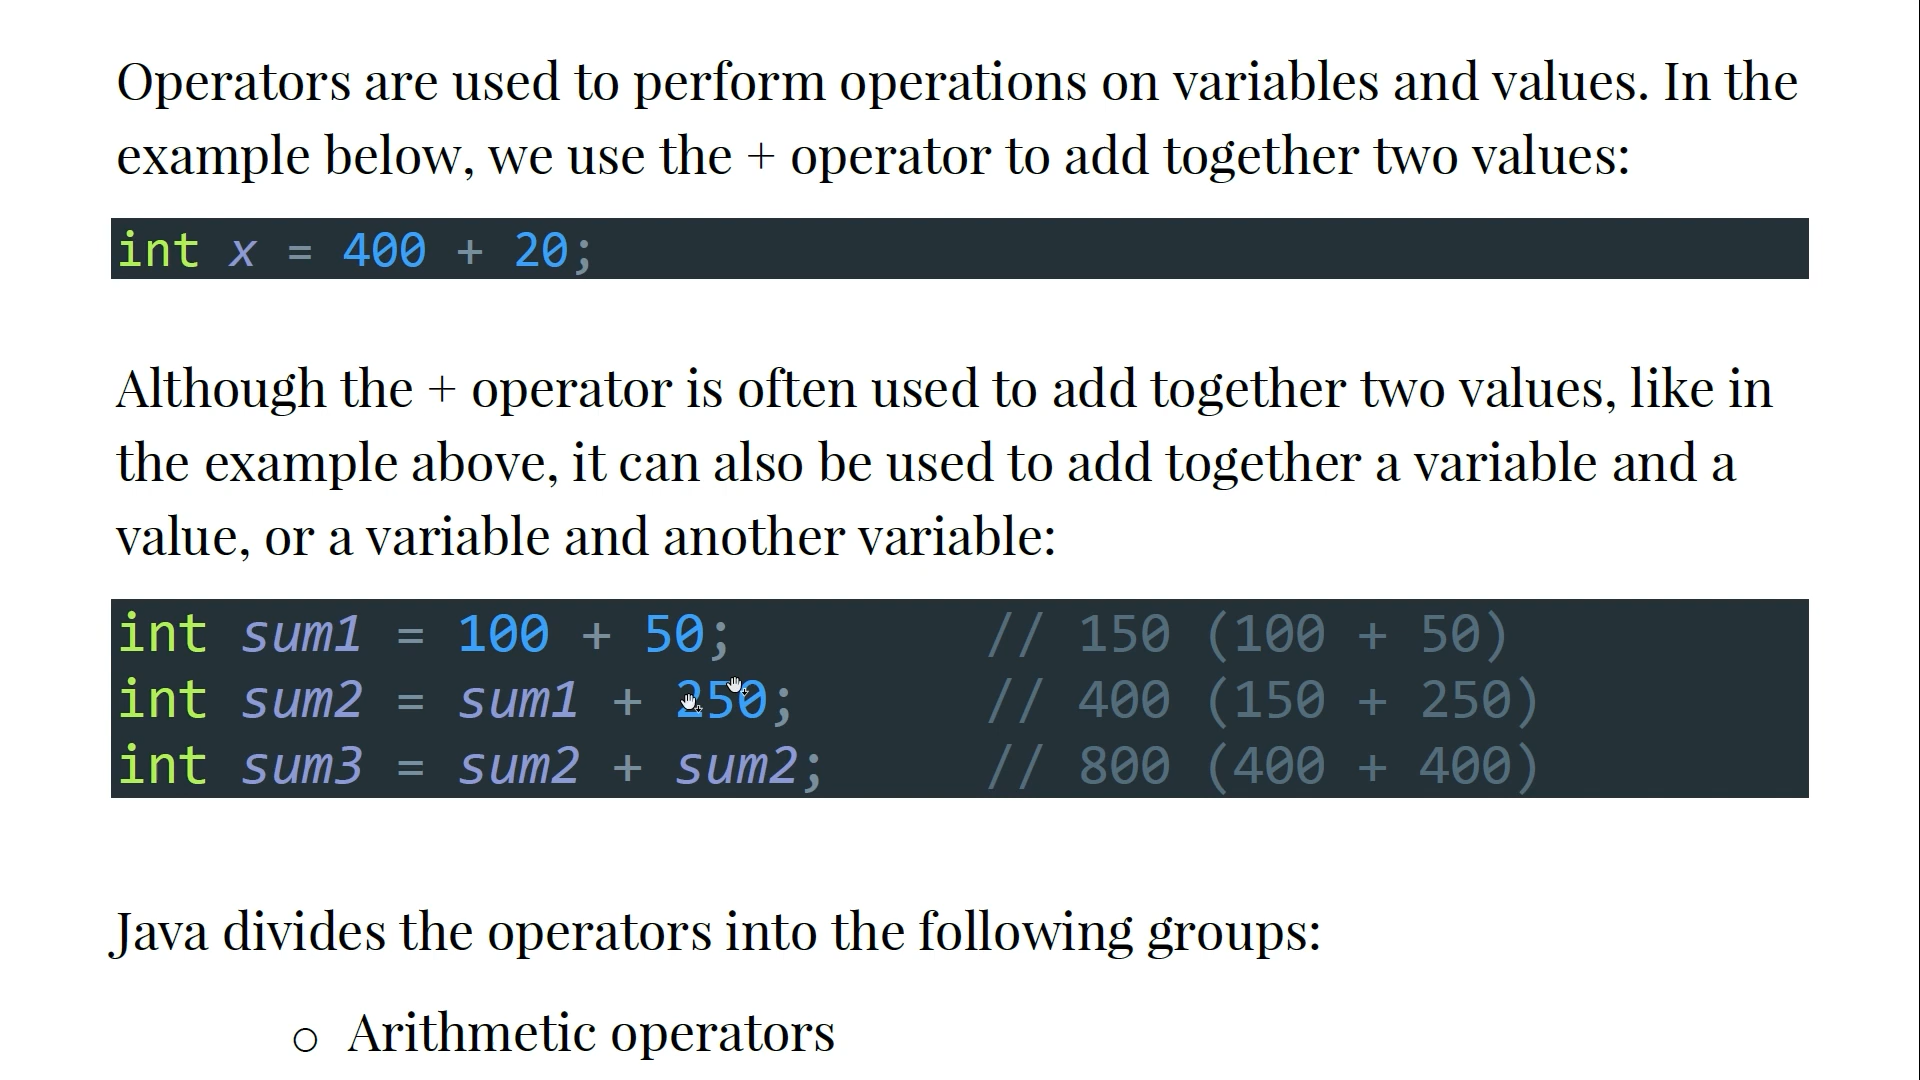 Operators are used to perform operations on variables and values. In the
example below, we use the + operator to add together two values:
int x = 400 + 20;
Although the + operator is often used to add together two values, like in
the example above, it can also be used to add together a variable and a
value, or a variable and another variable:
int sum1 = 100 + 50;        // 150 (100 + 50)
int sum2 = sum1 + 250;      // 400 (150 + 250)
int sum3 = sum2 + sum2;     // 800 (400 + 400)
Java divides the operators into the following groups:
○ Arithmetic operators